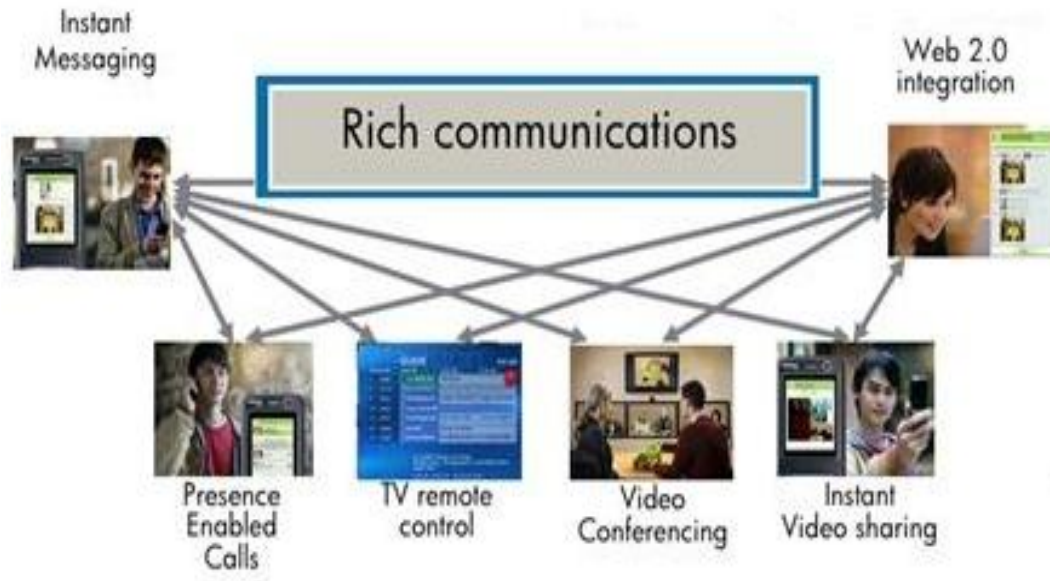 Instant
Messaging
Rich communications
Web 2.0
integration
Presence
Enabled
Calls
TV remote
control
Video
Conferencing
Instant
Video sharing